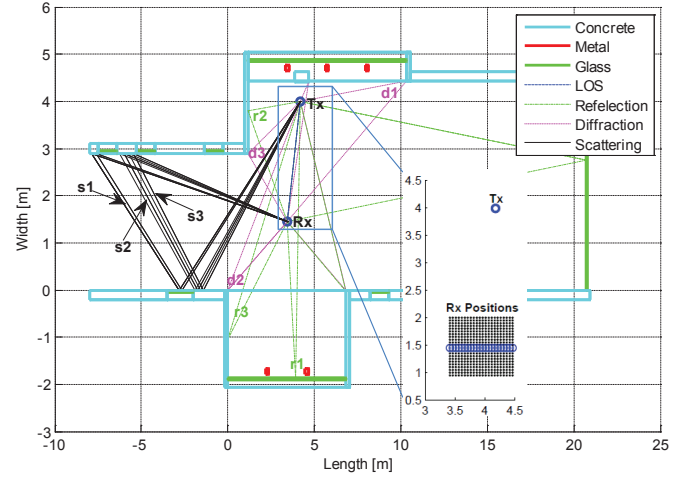 6
5
4
3
2
1
0
-1
-2
-3
Width [m]
-10
-5
0
5
10
15
20
25
Length [m]
Concrete
Metal
Glass
LOS
Refelection
Diffraction
Scattering
d1
Tx
r2
d3
s1
s2
s3
Rx
d2
r3
r1
4.5
4
3.5
3
2.5
2
1.5
1
0.5
3
3.5
4
4.5
Tx
Rx Positions